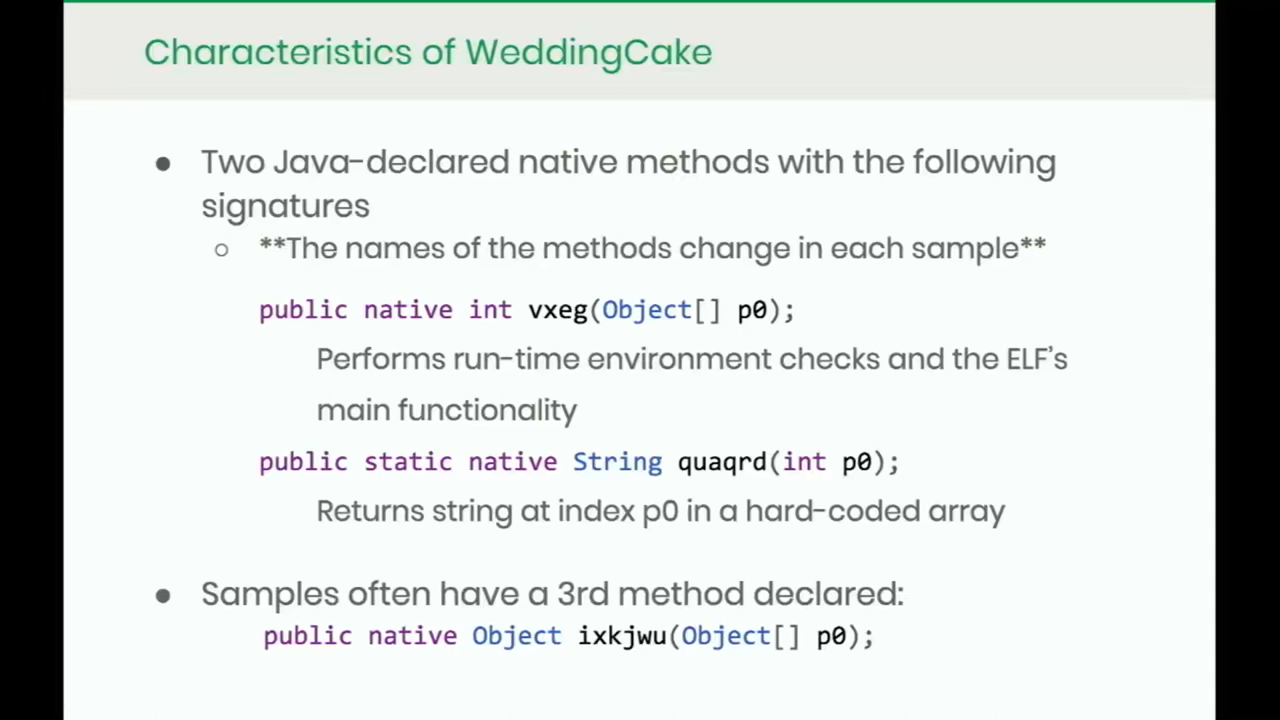 Characteristics of WeddingCake
● Two Java-declared native methods with the following
signatures
○ **The names of the methods change in each sample**
public native int vxeg(Object[] p0);
Performs run-time environment checks and the ELF's
main functionality
public static native String quaqrd(int p0);
Returns string at index p0 in a hard-coded array
● Samples often have a 3rd method declared:
public native Object ixkjwu(Object[] p0);